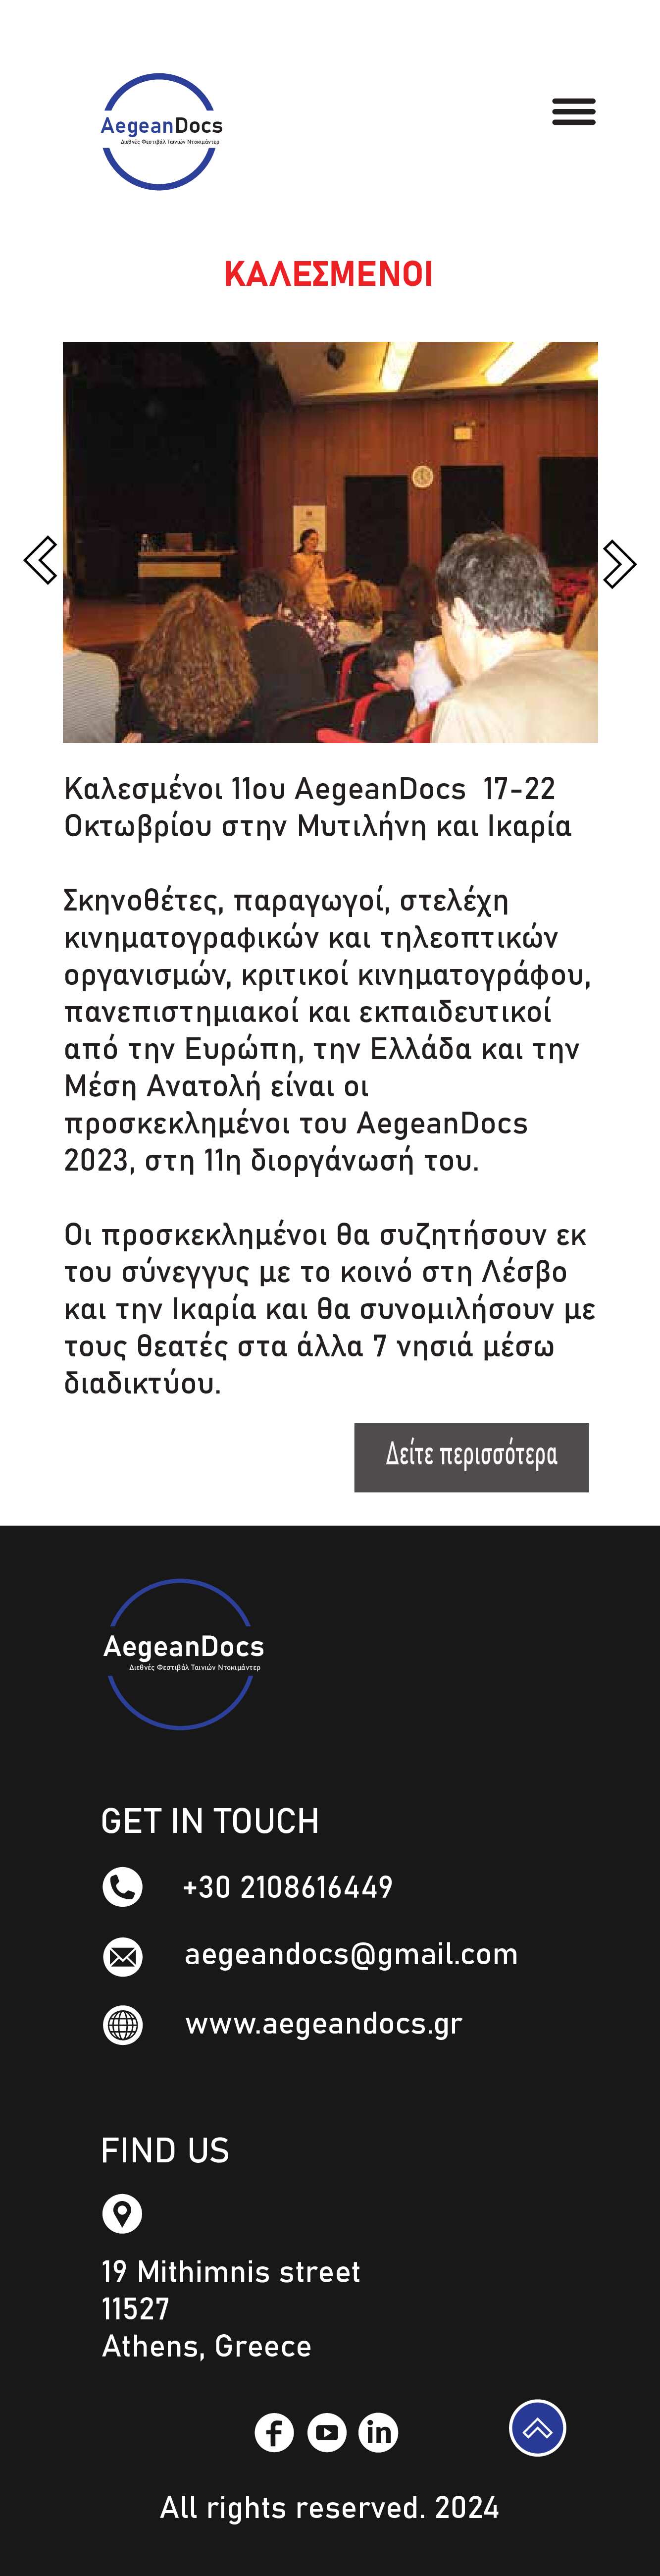 AegeanDocs
Διεθνές Φεστιβάλ Ταινιών Ντοκιμάντερ
ΚΑΛΕΣΜΕΝΟΙ
Καλεσμένοι 11ου AegeanDocs 17-22
Οκτωβρίου στην Μυτιλήνη και Ικαρία
Σκηνοθέτες, παραγωγοί, στελέχη
κινηματογραφικών και τηλεοπτικών
οργανισμών, κριτικοί κινηματογράφου,
πανεπιστημιακοί και εκπαιδευτικοί
από την Ευρώπη, την Ελλάδα και την
Μέση Ανατολή είναι οι
προσκεκλημένοι του AegeanDocs
2023, στη 11η διοργάνωσή του.
Οι προσκεκλημένοι θα συζητήσουν εκ
του σύνεγγυς με το κοινό στη Λέσβο
και την Ικαρία και θα συνομιλήσουν με
τους θεατές στα άλλα 7 νησιά μέσω
διαδικτύου.
Δείτε περισσότερα
AegeanDocs
Διεθνές Φεστιβάλ Ταινιών Ντοκιμάντερ
GET IN TOUCH
+30 2108616449
aegeandocs@gmail.com
www.aegeandocs.gr
FIND US
19 Mithimnis street
11527
Athens, Greece
All rights reserved. 2024